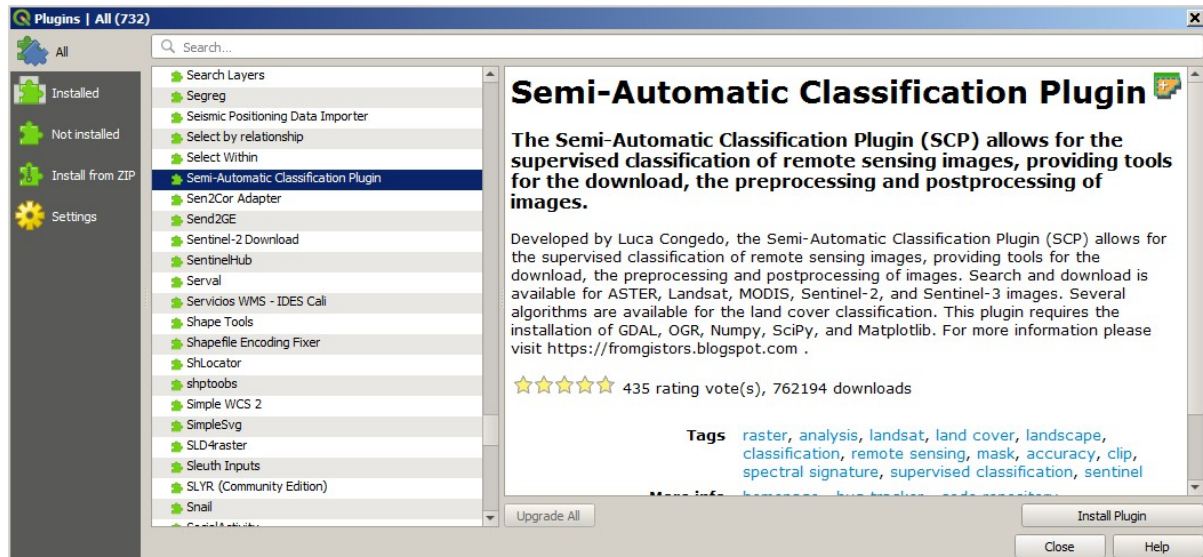 Plugins | All (732)
All
Installed
Not installed
Install from ZIP
Settings
Search...
Search Layers
Segreg
Seismic Positioning Data Importer
Select by relationship
Select Within
Semi-Automatic Classification Plugin
Sen2Cor Adapter
Send2GE
Sentinel-2 Download
SentinelHub
Serval
Servicios WMS - IDES Cali
Shape Tools
Shapefile Encoding Fixer
ShLocator
shptoobs
Simple WCS 2
SimpleSvg
SLD4raster
Sleuth Inputs
SLYR (Community Edition)
Snail
SocialActivity
Semi-Automatic Classification Plugin
The Semi-Automatic Classification Plugin (SCP) allows for the
supervised classification of remote sensing images, providing tools
for the download, the preprocessing and postprocessing of
images.
Developed by Luca Congedo, the Semi-Automatic Classification Plugin (SCP) allows for
the supervised classification of remote sensing images, providing tools for the
download, the preprocessing and postprocessing of images. Search and download is
available for ASTER, Landsat, MODIS, Sentinel-2, and Sentinel-3 images. Several
algorithms are available for the land cover classification. This plugin requires the
installation of GDAL, OGR, Numpy, SciPy, and Matplotlib. For more information please
visit https://fromgistors.blogspot.com .
435 rating vote(s), 762194 downloads
Tags raster, analysis, landsat, land cover, landscape,
classification, remote sensing, mask, accuracy, clip,
spectral signature, supervised classification, sentinel
More info homepage bug tracker code repository
Upgrade All
Install Plugin
Close
Help